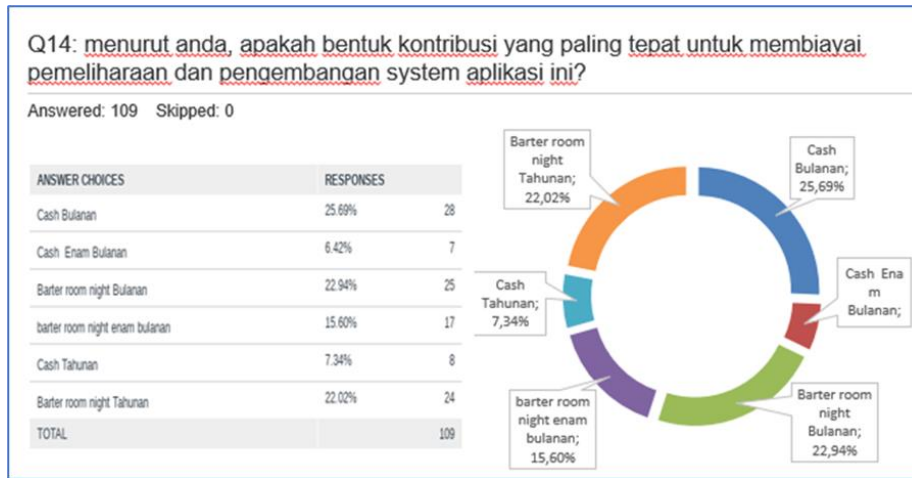 Q14: menurut anda, apakah bentuk kontribusi yang paling tepat untuk membiayai
pemeliharaan dan pengembangan system aplikasi ini?
Answered: 109 Skipped: 0
ANSWER CHOICES RESPONSES
Cash Bulanan 25.69% 28
Cash Enam Bulanan 6.42% 7
Barter room night Bulanan 22.94% 25
barter room night enam bulanan 15.60% 17
Cash Tahunan 7.34% 8
Barter room night Tahunan 22.02% 24
TOTAL 109
Barter room
night
Tahunan;
22,02%
Cash
Bulanan;
25,69%
Cash
Tahunan;
7,34%
Cash Ena
m
Bulanan;
barter room
night enam
bulanan;
15,60%
Barter room
night
Bulanan;
22,94%